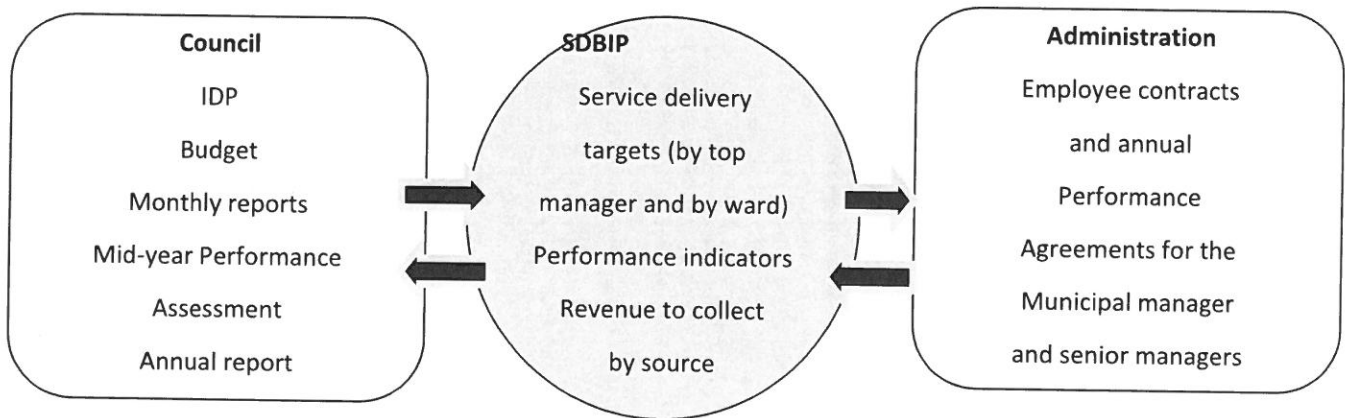 Council
IDP
Budget
Monthly reports
Mid-year Performance
Assessment
Annual report
SDBIP
Service delivery
targets (by top
manager and by ward)
Performance indicators
Revenue to collect
by source
Administration
Employee contracts
and annual
Performance
Agreements for the
Municipal manager
and senior managers